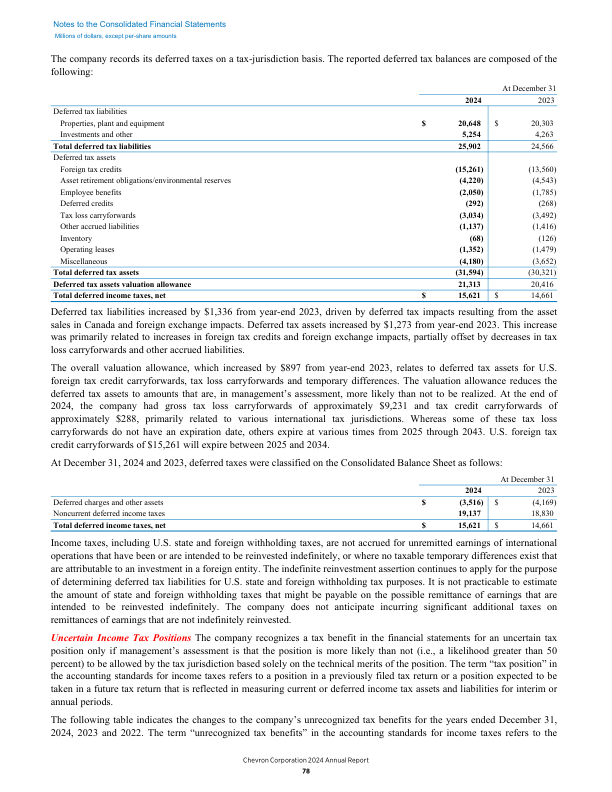 Notes to the Consolidated Financial Statements
Millions of dollars, except per-share amounts
The company records its deferred taxes on a tax-jurisdiction basis. The reported deferred tax balances are composed of the
following:
At December 31
2024 2023
Deferred tax liabilities
Properties, plant and equipment $ 20,648 $ 20,303
Investments and other 5,254 4,263
Total deferred tax liabilities 25,902 24,566
Deferred tax assets
Foreign tax credits (15,261) (13,560)
Asset retirement obligations/environmental reserves (4,220) (4,543)
Employee benefits (2,050) (1,785)
Deferred credits (292) (268)
Tax loss carryforwards (3,034) (3,492)
Other accrued liabilities (1,137) (1,416)
Inventory (68) (126)
Operating leases (1,352) (1,479)
Miscellaneous (4,180) (3,652)
Total deferred tax assets (31,594) (30,321)
Deferred tax assets valuation allowance 21,313 20,416
Total deferred income taxes, net $ 15,621 $ 14,661
Deferred tax liabilities increased by $1,336 from year-end 2023, driven by deferred tax impacts resulting from the asset
sales in Canada and foreign exchange impacts. Deferred tax assets increased by $1,273 from year-end 2023. This increase
was primarily related to increases in foreign tax credits and foreign exchange impacts, partially offset by decreases in tax
loss carryforwards and other accrued liabilities.
The overall valuation allowance, which increased by $897 from year-end 2023, relates to deferred tax assets for U.S.
foreign tax credit carryforwards, tax loss carryforwards and temporary differences. The valuation allowance reduces the
deferred tax assets to amounts that are, in management's assessment, more likely than not to be realized. At the end of
2024, the company had gross tax loss carryforwards of approximately $9,231 and tax credit carryforwards of
approximately $288, primarily related to various international tax jurisdictions. Whereas some of these tax loss
carryforwards do not have an expiration date, others expire at various times from 2025 through 2043. U.S. foreign tax
credit carryforwards of $15,261 will expire between 2025 and 2034.
At December 31, 2024 and 2023, deferred taxes were classified on the Consolidated Balance Sheet as follows:
At December 31
2024 2023
Deferred charges and other assets $ (3,516) $ (4,169)
Noncurrent deferred income taxes 19,137 18,830
Total deferred income taxes, net $ 15,621 $ 14,661
Income taxes, including U.S. state and foreign withholding taxes, are not accrued for unremitted earnings of international
operations that have been or are intended to be reinvested indefinitely, or where no taxable temporary differences exist that
are attributable to an investment in a foreign entity. The indefinite reinvestment assertion continues to apply for the purpose
of determining deferred tax liabilities for U.S. state and foreign withholding tax purposes. It is not practicable to estimate
the amount of state and foreign withholding taxes that might be payable on the possible remittance of earnings that are
intended to be reinvested indefinitely. The company does not anticipate incurring significant additional taxes on
remittances of earnings that are not indefinitely reinvested.
Uncertain Income Tax Positions The company recognizes a tax benefit in the financial statements for an uncertain tax
position only if management's assessment is that the position is more likely than not (i.e., a likelihood greater than 50
percent) to be allowed by the tax jurisdiction based solely on the technical merits of the position. The term "tax position" in
the accounting standards for income taxes refers to a position in a previously filed tax return or a position expected to be
taken in a future tax return that is reflected in measuring current or deferred income tax assets and liabilities for interim or
annual periods.
The following table indicates the changes to the company's unrecognized tax benefits for the years ended December 31,
2024, 2023 and 2022. The term "unrecognized tax benefits" in the accounting standards for income taxes refers to the
Chevron Corporation 2024 Annual Report
78